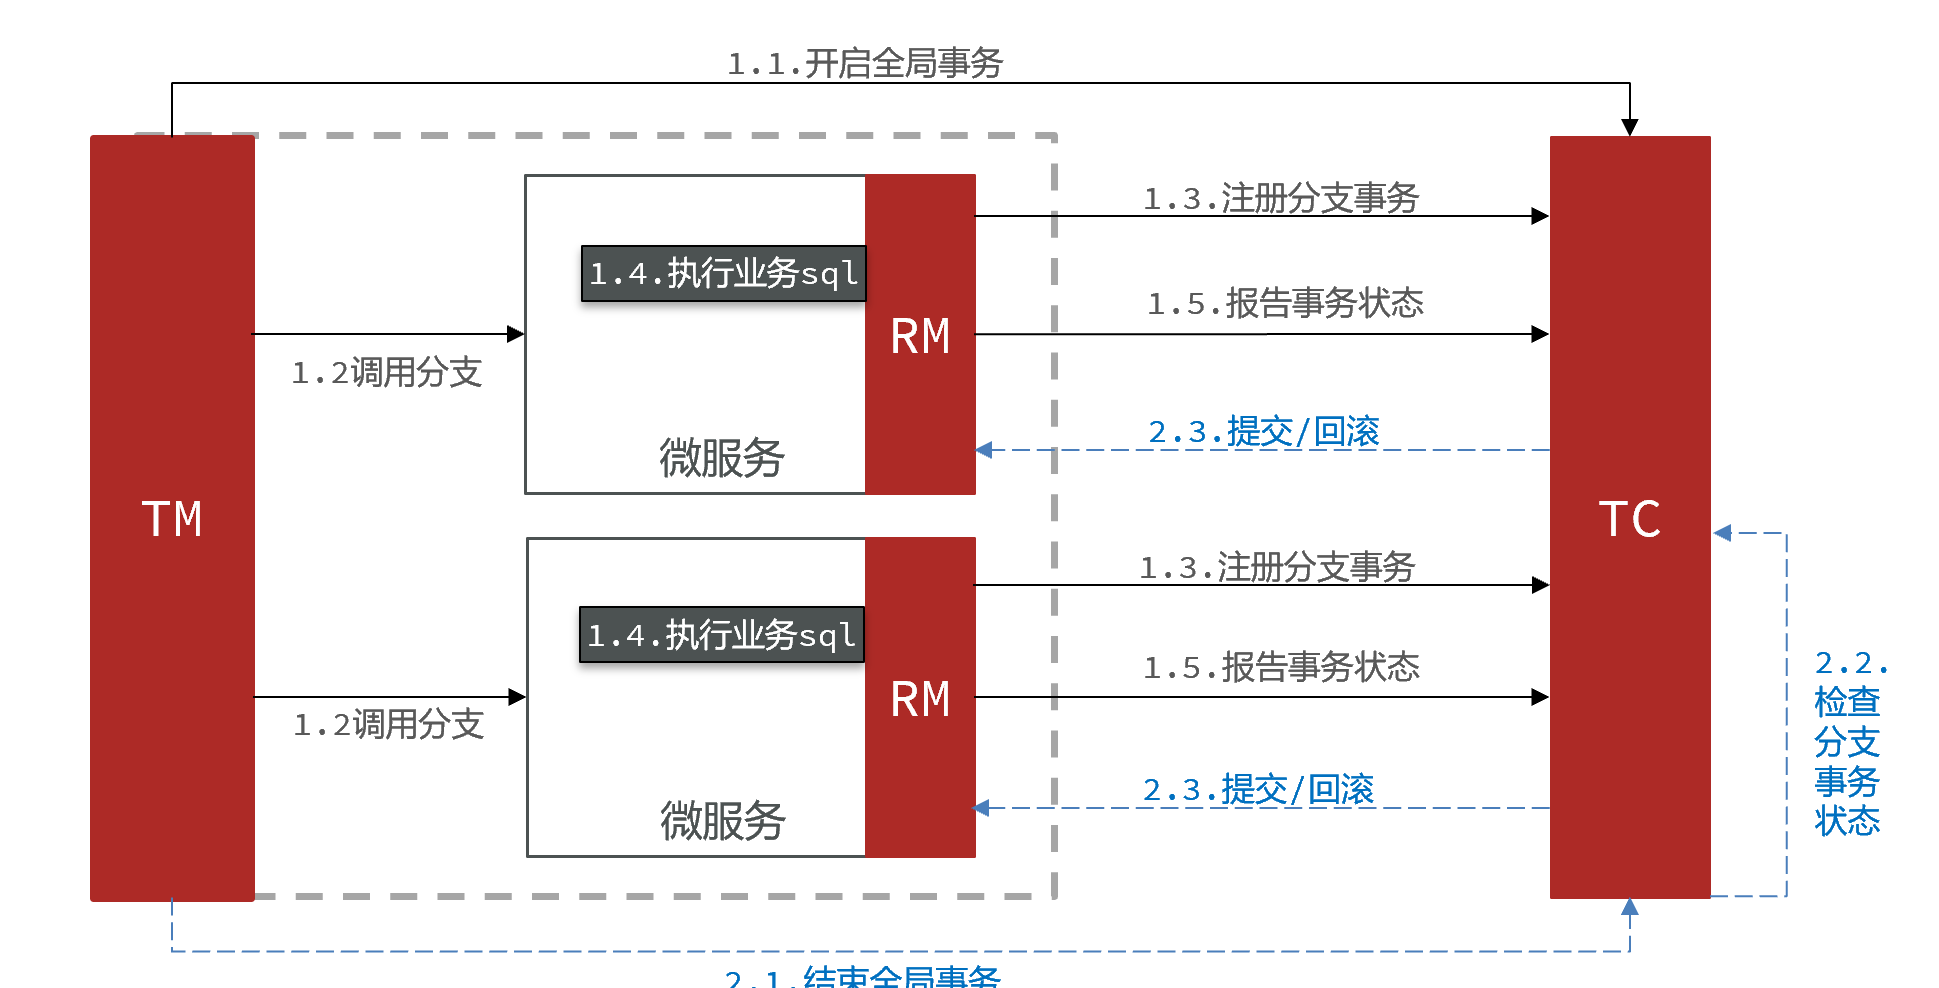 1.1.开启全局事务
1.3.注册分支事务
1.4.执行业务sql
1.5.报告事务状态
RM
1.2调用分支
2.3.提交/回滚
微服务
TM
TC
1.3.注册分支事务
1.4.执行业务sql
1.5.报告事务状态
RM
1.2调用分支
2.3.提交/回滚
微服务
2.2.
检查
分支
事务
状态
2.1.结束全局事务